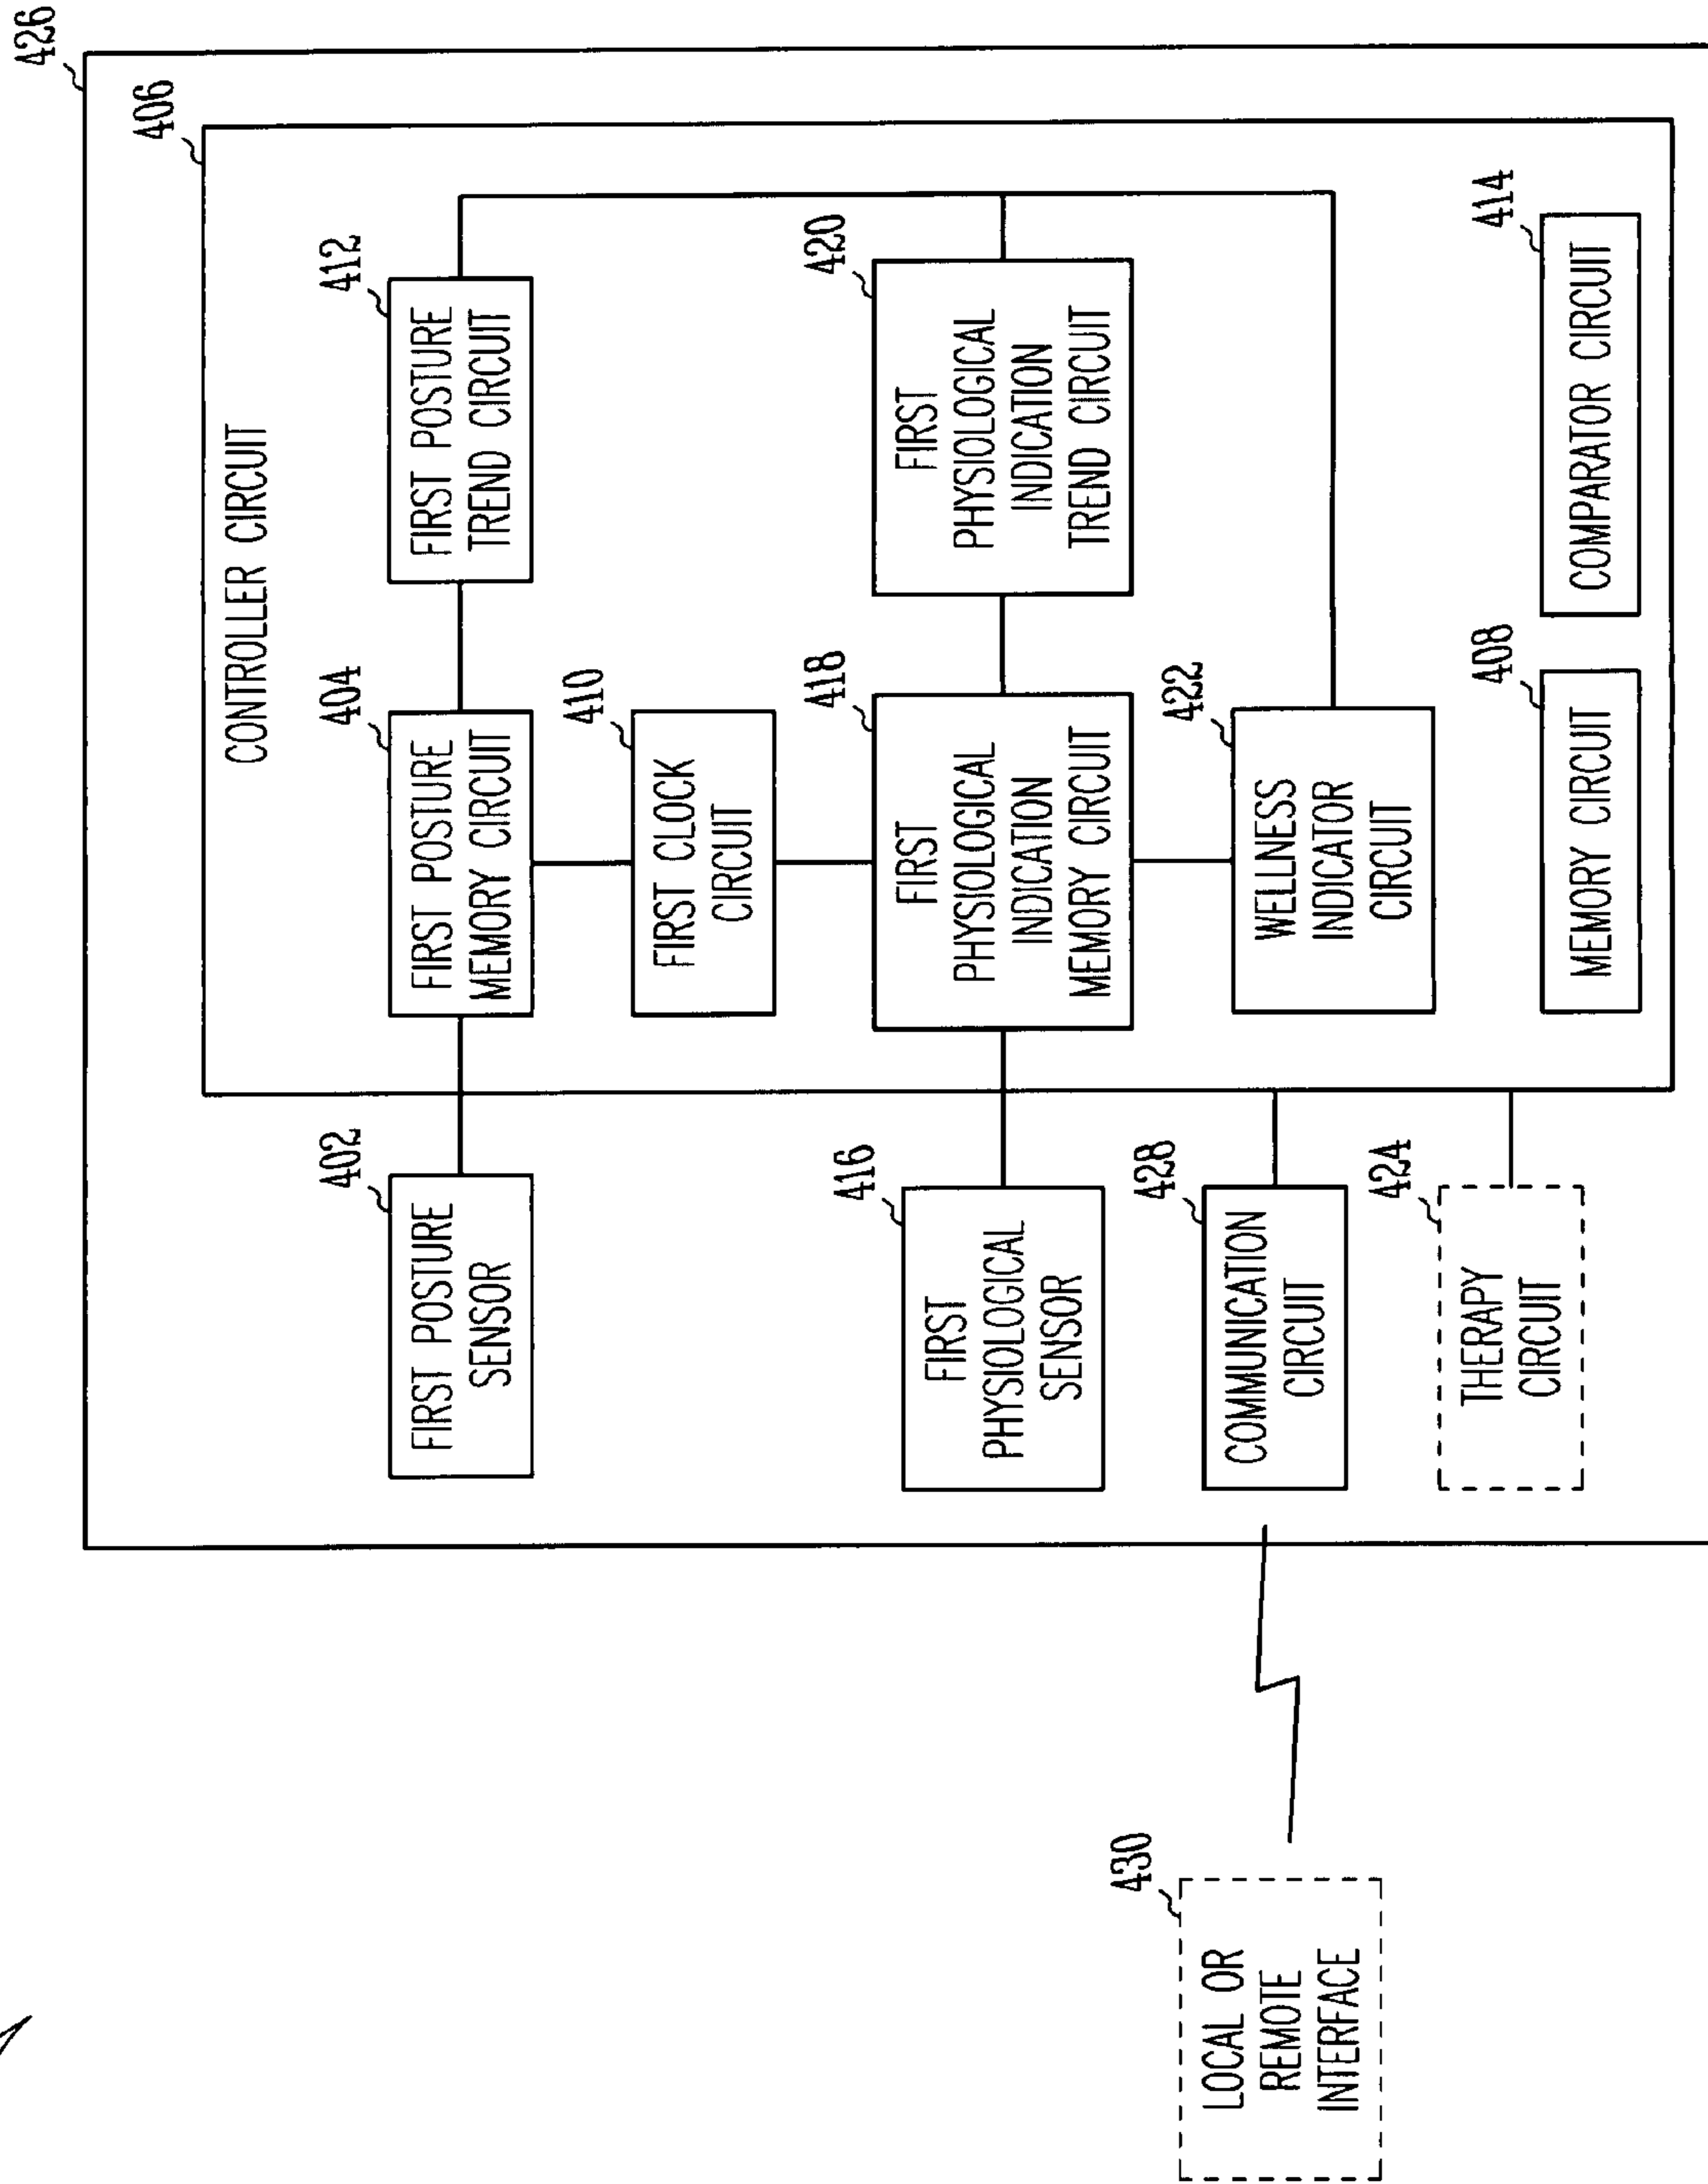 426
406
CONTROLLER CIRCUIT
402
FIRST POSTURE
SENSOR
404
FIRST POSTURE
MEMORY CIRCUIT
412
FIRST POSTURE
TREND CIRCUIT
410
FIRST CLOCK
CIRCUIT
416
FIRST
PHYSIOLOGICAL
SENSOR
418
FIRST
PHYSIOLOGICAL
INDICATION
MEMORY CIRCUIT
420
FIRST
PHYSIOLOGICAL
INDICATION
TREND CIRCUIT
430
LOCAL OR
REMOTE
INTERFACE
428
COMMUNICATION
CIRCUIT
422
WELLNESS
INDICATOR
CIRCUIT
424
THERAPY
CIRCUIT
408
MEMORY CIRCUIT
414
COMPARATOR CIRCUIT